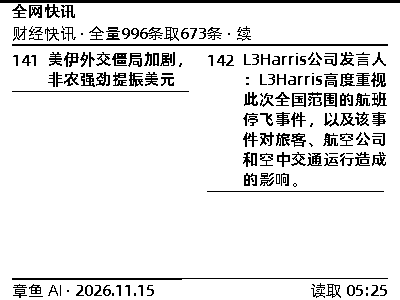 全网快讯
财经快讯 · 全量996条取673条 · 续
141 美伊外交僵局加剧，
非农强劲提振美元
142 L3Harris公司发言人
：L3Harris高度重视
此次全国范围的航班
停飞事件，以及该事
件对旅客、航空公司
和空中交通运行造成
的影响。
章鱼 AI · 2026.11.15
读取 05:25